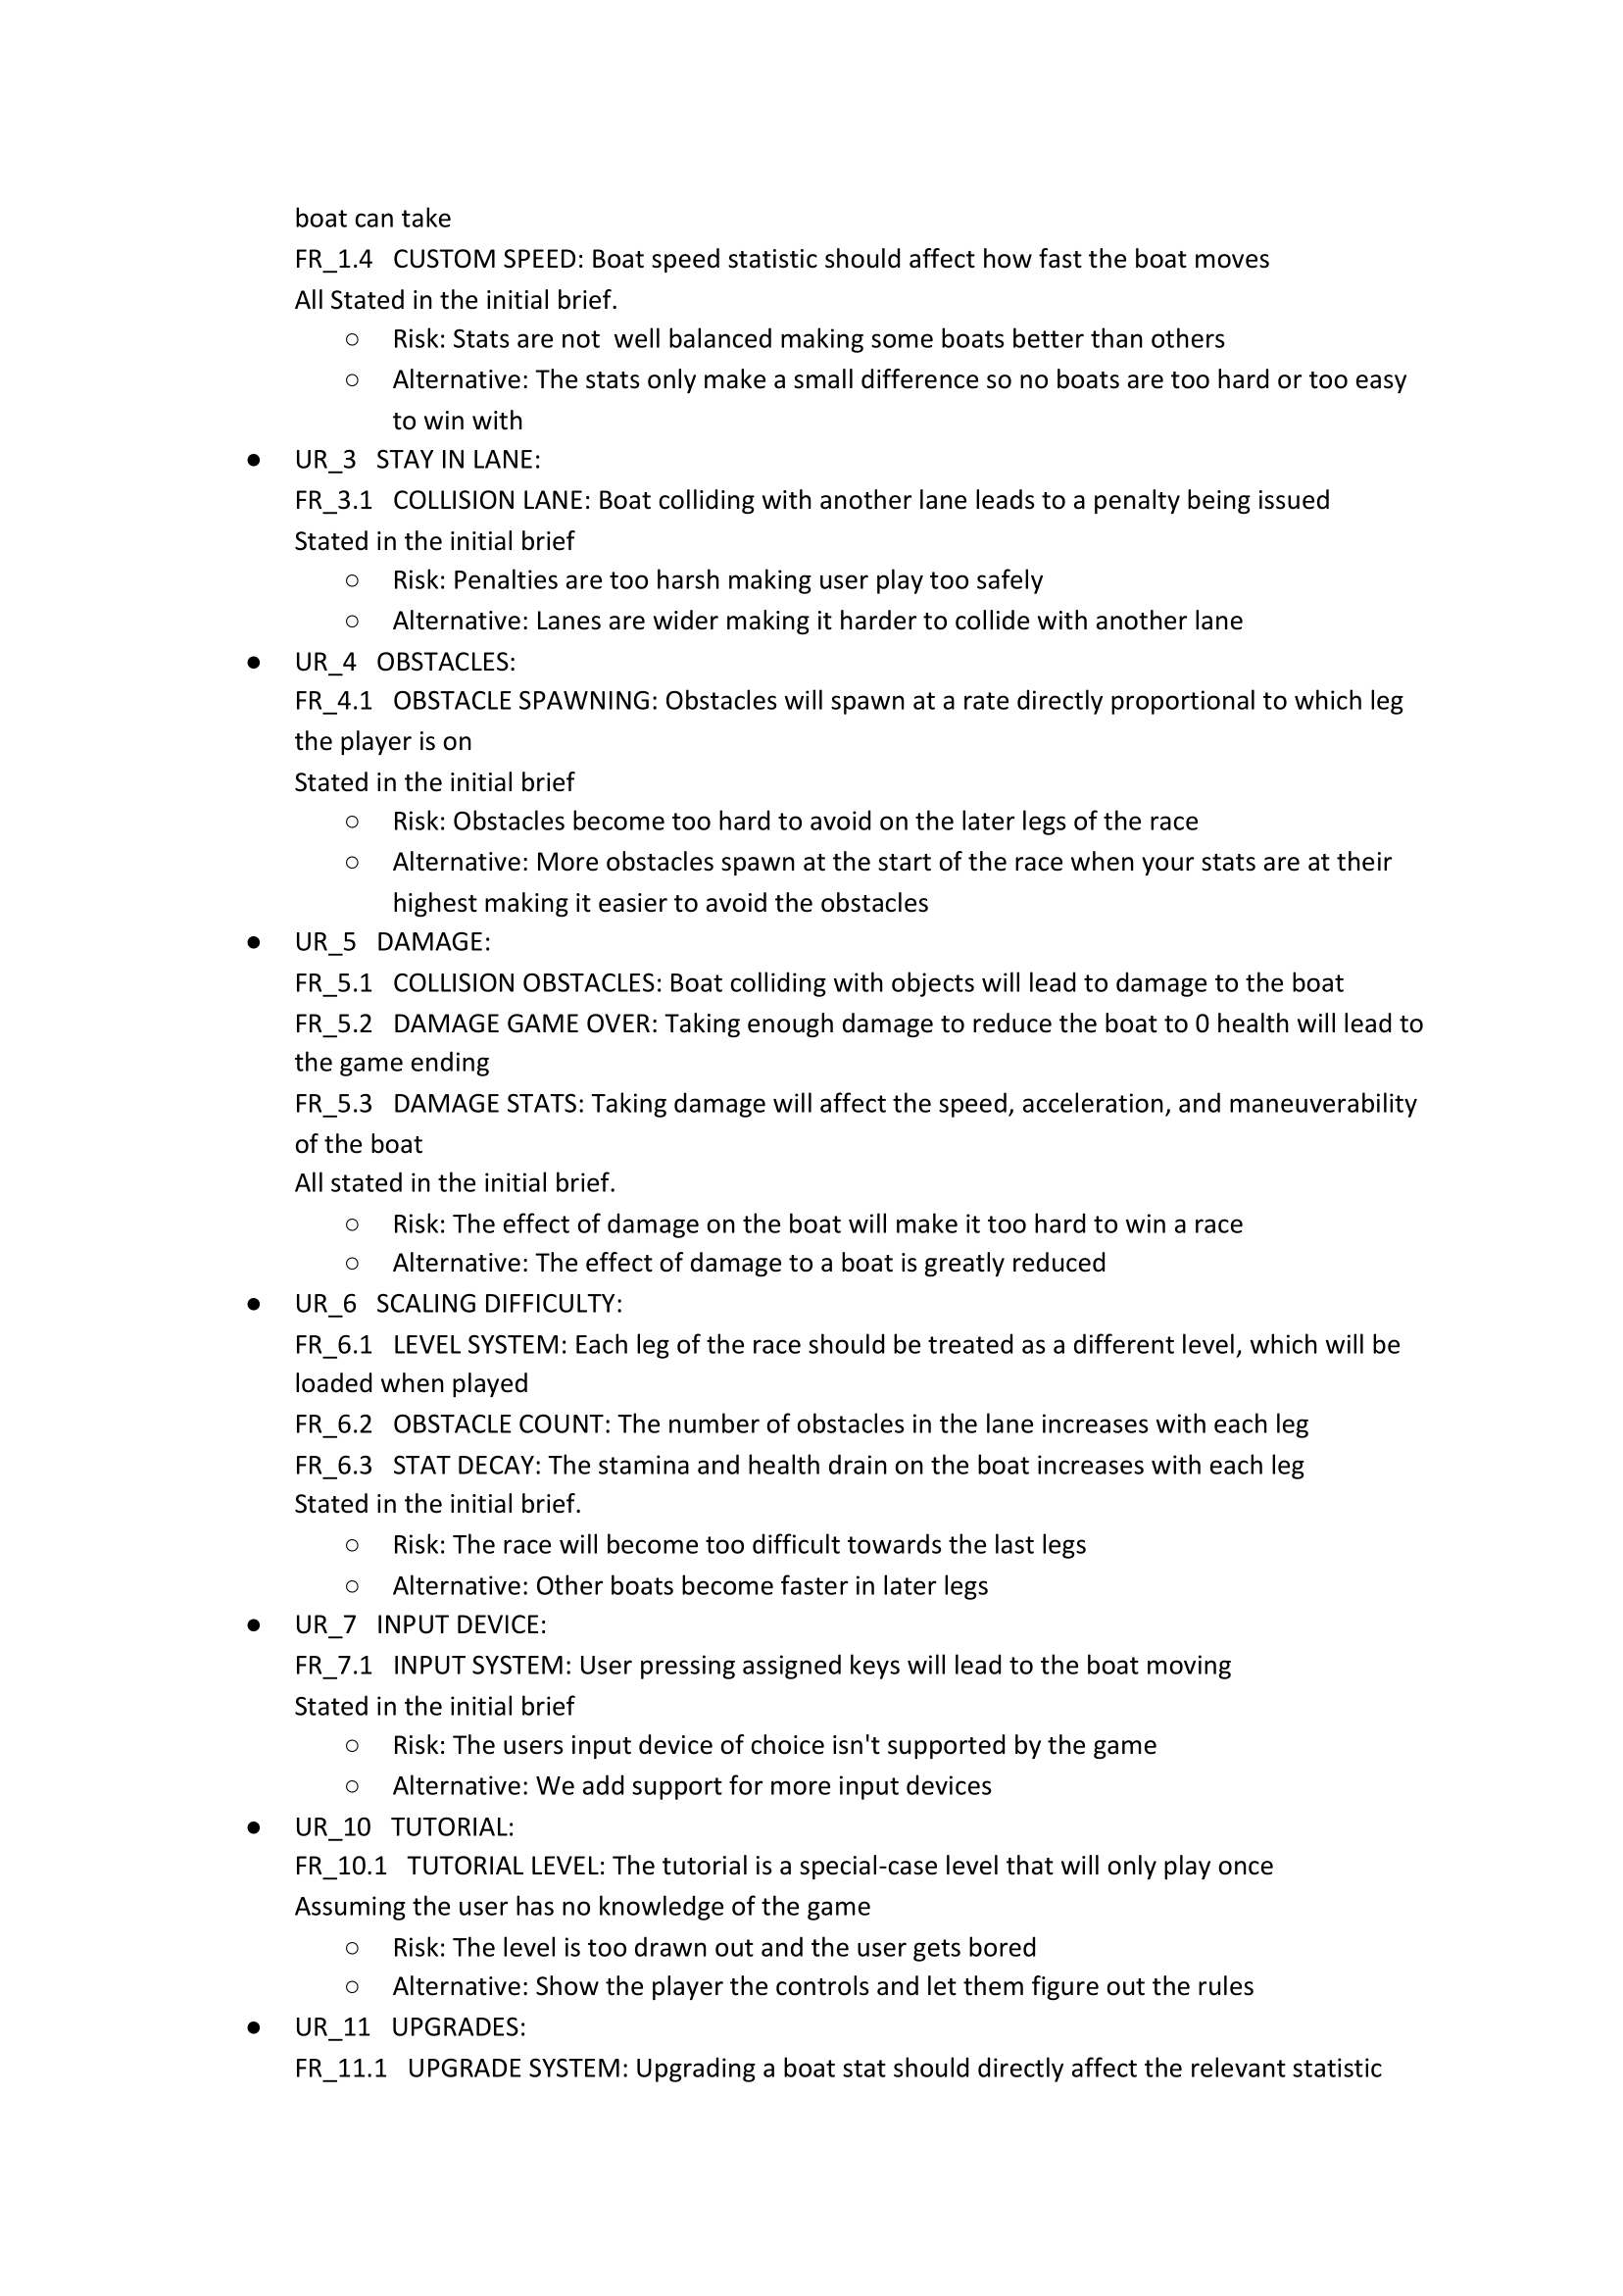 boat can take
FR_1.4   CUSTOM SPEED: Boat speed statistic should affect how fast the boat moves
All Stated in the initial brief.
○ Risk: Stats are not  well balanced making some boats better than others
○ Alternative: The stats only make a small difference so no boats are too hard or too easy
to win with
● UR_3   STAY IN LANE:
FR_3.1   COLLISION LANE: Boat colliding with another lane leads to a penalty being issued
Stated in the initial brief
○ Risk: Penalties are too harsh making user play too safely
○ Alternative: Lanes are wider making it harder to collide with another lane
● UR_4   OBSTACLES:
FR_4.1   OBSTACLE SPAWNING: Obstacles will spawn at a rate directly proportional to which leg
the player is on
Stated in the initial brief
○ Risk: Obstacles become too hard to avoid on the later legs of the race
○ Alternative: More obstacles spawn at the start of the race when your stats are at their
highest making it easier to avoid the obstacles
● UR_5   DAMAGE:
FR_5.1   COLLISION OBSTACLES: Boat colliding with objects will lead to damage to the boat
FR_5.2   DAMAGE GAME OVER: Taking enough damage to reduce the boat to 0 health will lead to
the game ending
FR_5.3   DAMAGE STATS: Taking damage will affect the speed, acceleration, and maneuverability
of the boat
All stated in the initial brief.
○ Risk: The effect of damage on the boat will make it too hard to win a race
○ Alternative: The effect of damage to a boat is greatly reduced
● UR_6   SCALING DIFFICULTY:
FR_6.1   LEVEL SYSTEM: Each leg of the race should be treated as a different level, which will be
loaded when played
FR_6.2   OBSTACLE COUNT: The number of obstacles in the lane increases with each leg
FR_6.3   STAT DECAY: The stamina and health drain on the boat increases with each leg
Stated in the initial brief.
○ Risk: The race will become too difficult towards the last legs
○ Alternative: Other boats become faster in later legs
● UR_7   INPUT DEVICE:
FR_7.1   INPUT SYSTEM: User pressing assigned keys will lead to the boat moving
Stated in the initial brief
○ Risk: The users input device of choice isn't supported by the game
○ Alternative: We add support for more input devices
● UR_10   TUTORIAL:
FR_10.1   TUTORIAL LEVEL: The tutorial is a special-case level that will only play once
Assuming the user has no knowledge of the game
○ Risk: The level is too drawn out and the user gets bored
○ Alternative: Show the player the controls and let them figure out the rules
● UR_11   UPGRADES:
FR_11.1   UPGRADE SYSTEM: Upgrading a boat stat should directly affect the relevant statistic